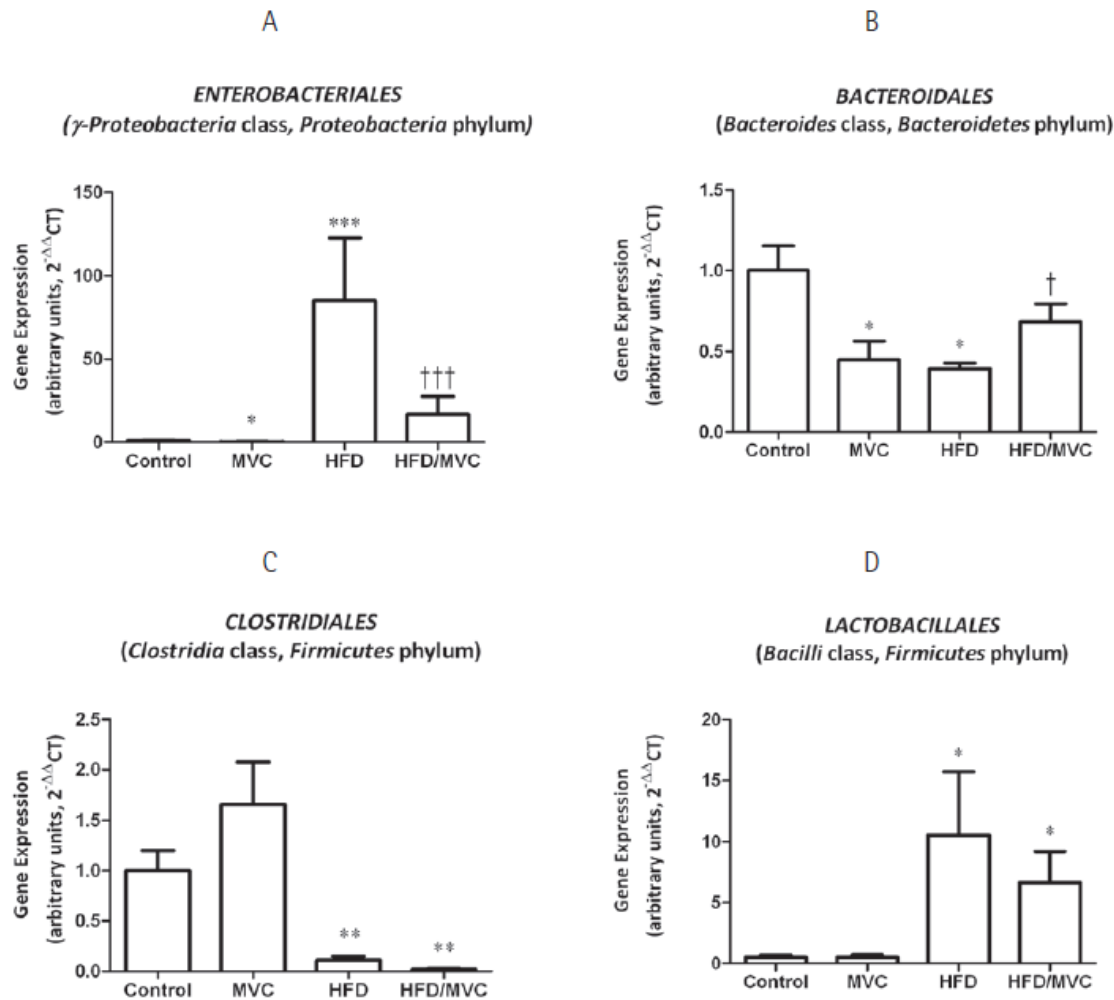 A
ENTEROBACTERIALES
(γ-Proteobacteria class, Proteobacteria phylum)
Gene Expression
(arbitrary units, 2^-ΔΔCT)
150
100
50
0
*
***
†††
Control MVC HFD HFD/MVC
B
BACTEROIDALES
(Bacteroides class, Bacteroidetes phylum)
Gene Expression
(arbitrary units, 2^-ΔΔCT)
1.5
1.0
0.5
0.0
*
*
†
Control MVC HFD HFD/MVC
C
CLOSTRIDIALES
(Clostridia class, Firmicutes phylum)
Gene Expression
(arbitrary units, 2^-ΔΔCT)
2.5
2.0
1.5
1.0
0.5
0.0
**
**
Control MVC HFD HFD/MVC
D
LACTOBACILLALES
(Bacilli class, Firmicutes phylum)
Gene Expression
(arbitrary units, 2^-ΔΔCT)
20
15
10
5
0
*
*
Control MVC HFD HFD/MVC